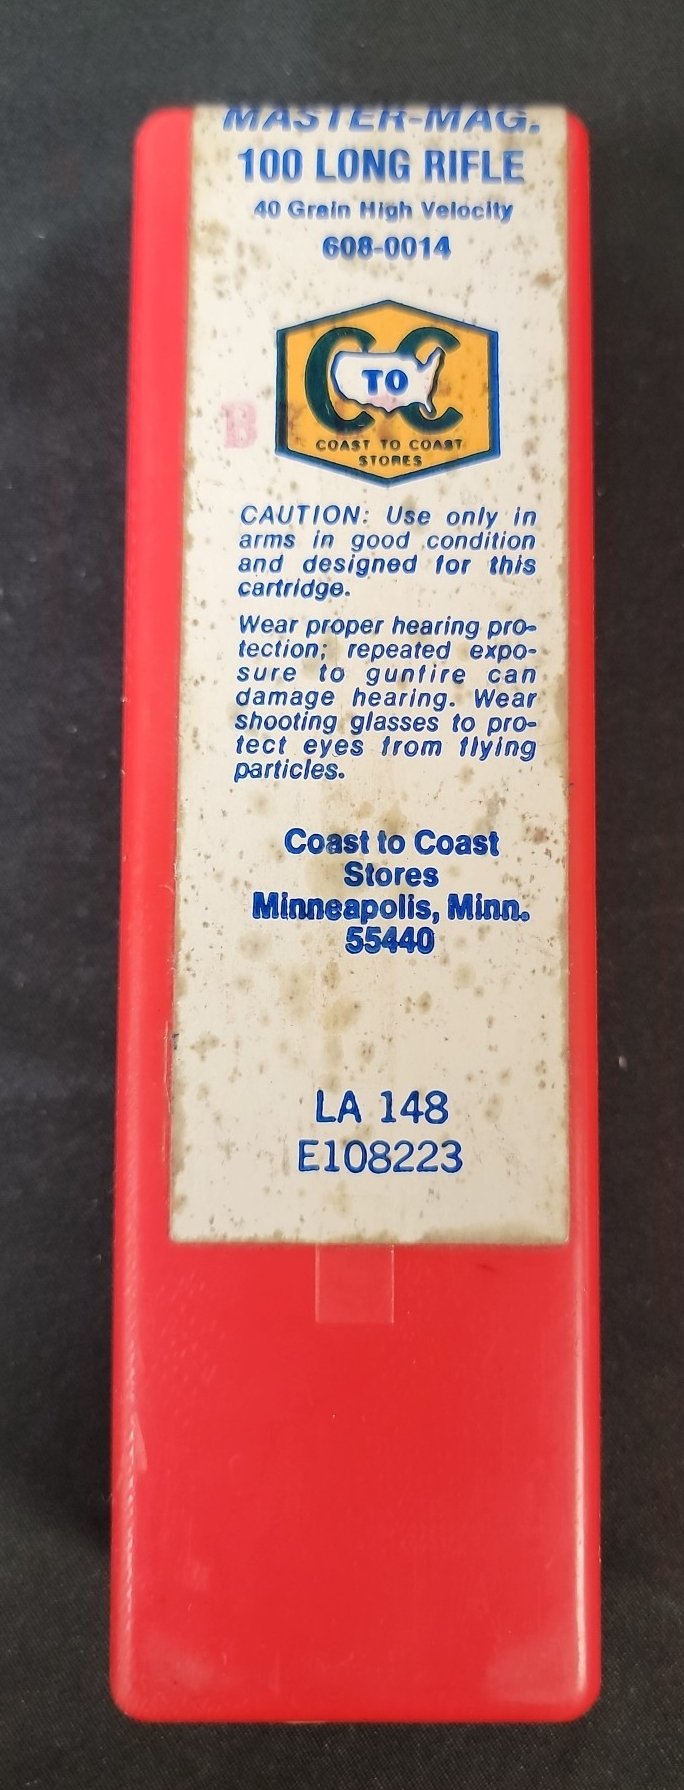 MASTER-MAG.
100 LONG RIFLE
40 Grain High Velocity
608-0014
C TO C
COAST TO COAST
STORES
B
CAUTION: Use only in
arms in good condition
and designed for this
cartridge.
Wear proper hearing pro-
tection; repeated expo-
sure to gunfire can
damage hearing. Wear
shooting glasses to pro-
tect eyes from flying
particles.
Coast to Coast
Stores
Minneapolis, Minn.
55440
LA 148
E108223